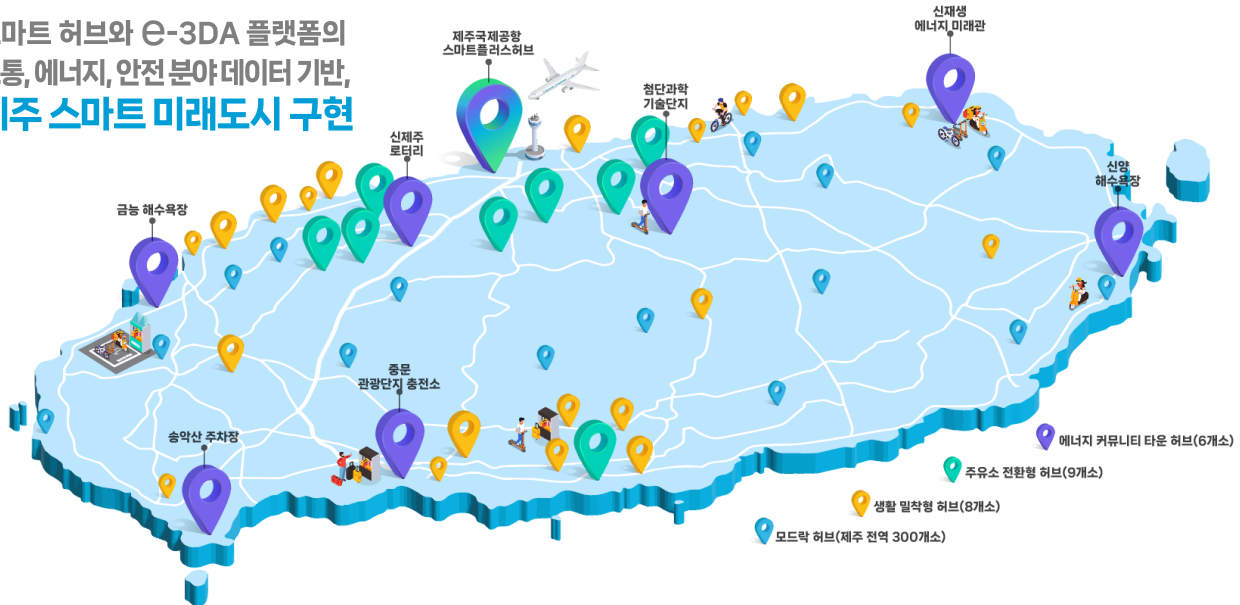 마트 허브와 e-3DA 플랫폼의
통, 에너지, 안전 분야 데이터 기반,
제주 스마트 미래도시 구현
신재생
에너지 미래관
제주국제공항
스마트플러스허브
첨단과학
기술단지
신제주
로터리
신양
해수욕장
금능 해수욕장
중문
관광단지 충전소
송악산 주차장
에너지 커뮤니티 타운 허브(6개소)
주유소 전환형 허브(9개소)
생활 밀착형 허브(8개소)
모드락 허브(제주 전역 300개소)